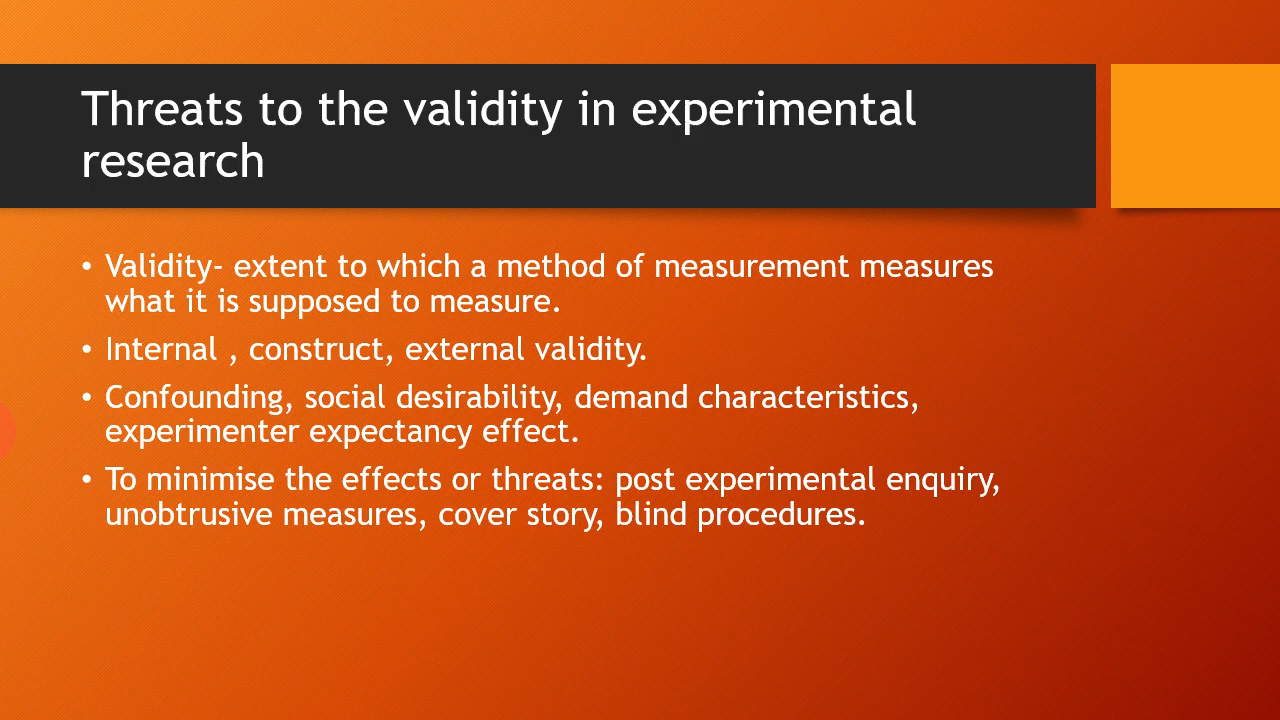 Threats to the validity in experimental
research
• Validity- extent to which a method of measurement measures
what it is supposed to measure.
• Internal , construct, external validity.
• Confounding, social desirability, demand characteristics,
experimenter expectancy effect.
• To minimise the effects or threats: post experimental enquiry,
unobtrusive measures, cover story, blind procedures.